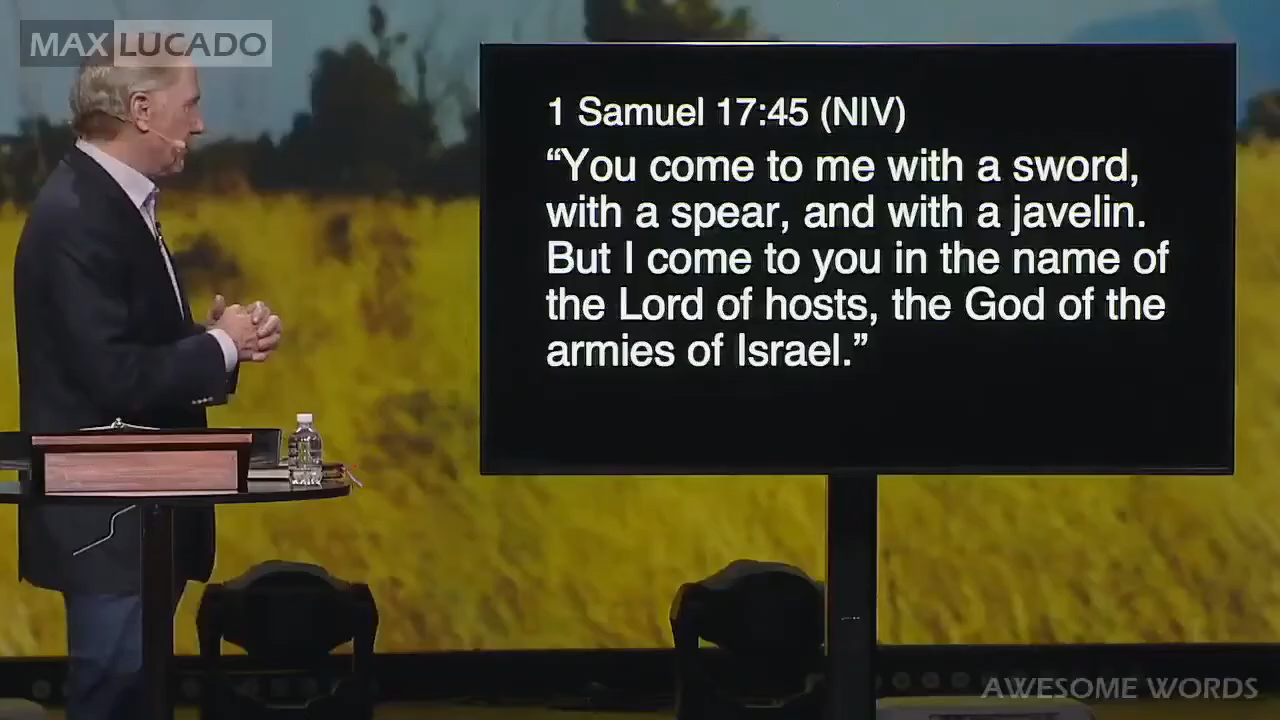 MAX LUCADO
1 Samuel 17:45 (NIV)
“You come to me with a sword,
with a spear, and with a javelin.
But I come to you in the name of
the Lord of hosts, the God of the
armies of Israel.”
AWESOME WORDS